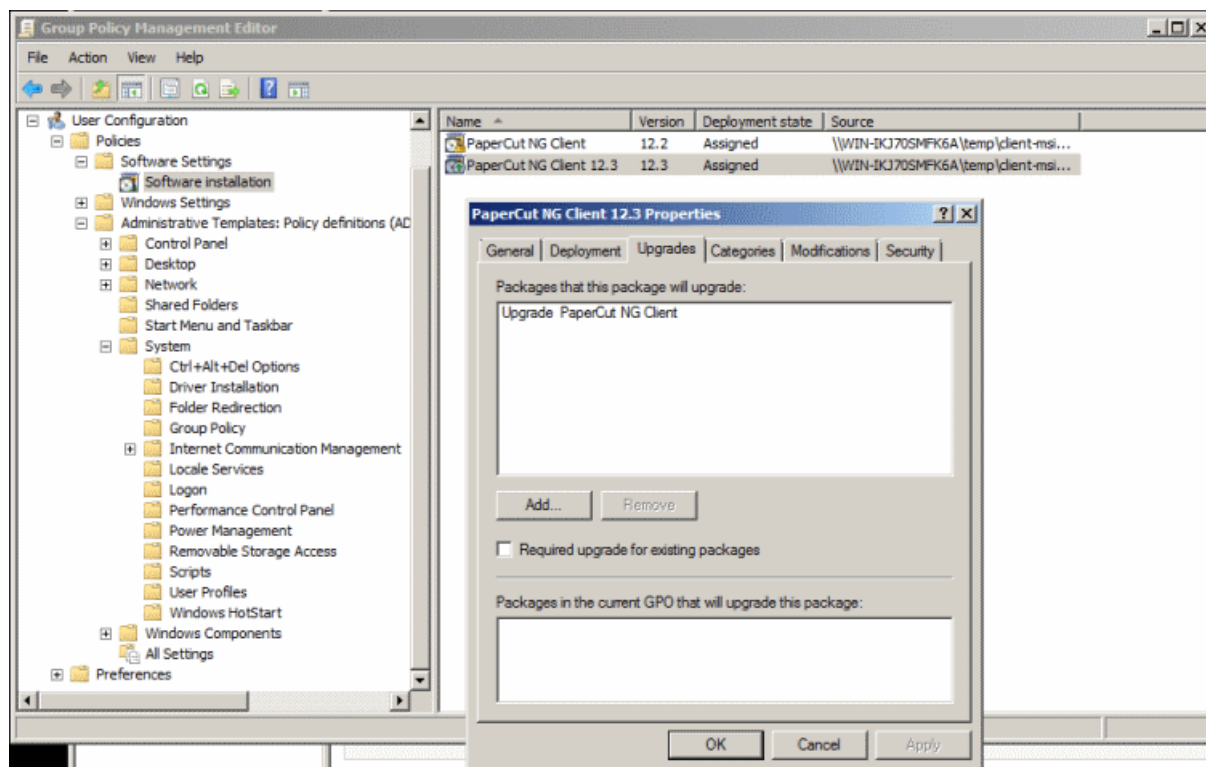 Group Policy Management Editor
File Action View Help
User Configuration
Policies
Software Settings
Software installation
Windows Settings
Administrative Templates: Policy definitions (AD
Control Panel
Desktop
Network
Shared Folders
Start Menu and Taskbar
System
Ctrl+Alt+Del Options
Driver Installation
Folder Redirection
Group Policy
Internet Communication Management
Locale Services
Logon
Performance Control Panel
Power Management
Removable Storage Access
Scripts
User Profiles
Windows HotStart
Windows Components
All Settings
Preferences
Name Version Deployment state Source
PaperCut NG Client 12.2 Assigned \\WIN-IKJ70SMFK6A\temp\client-msi...
PaperCut NG Client 12.3 12.3 Assigned \\WIN-IKJ70SMFK6A\temp\client-msi...
PaperCut NG Client 12.3 Properties
General Deployment Upgrades Categories Modifications Security
Packages that this package will upgrade:
Upgrade PaperCut NG Client
Add... Remove
Required upgrade for existing packages
Packages in the current GPO that will upgrade this package:
OK Cancel Apply